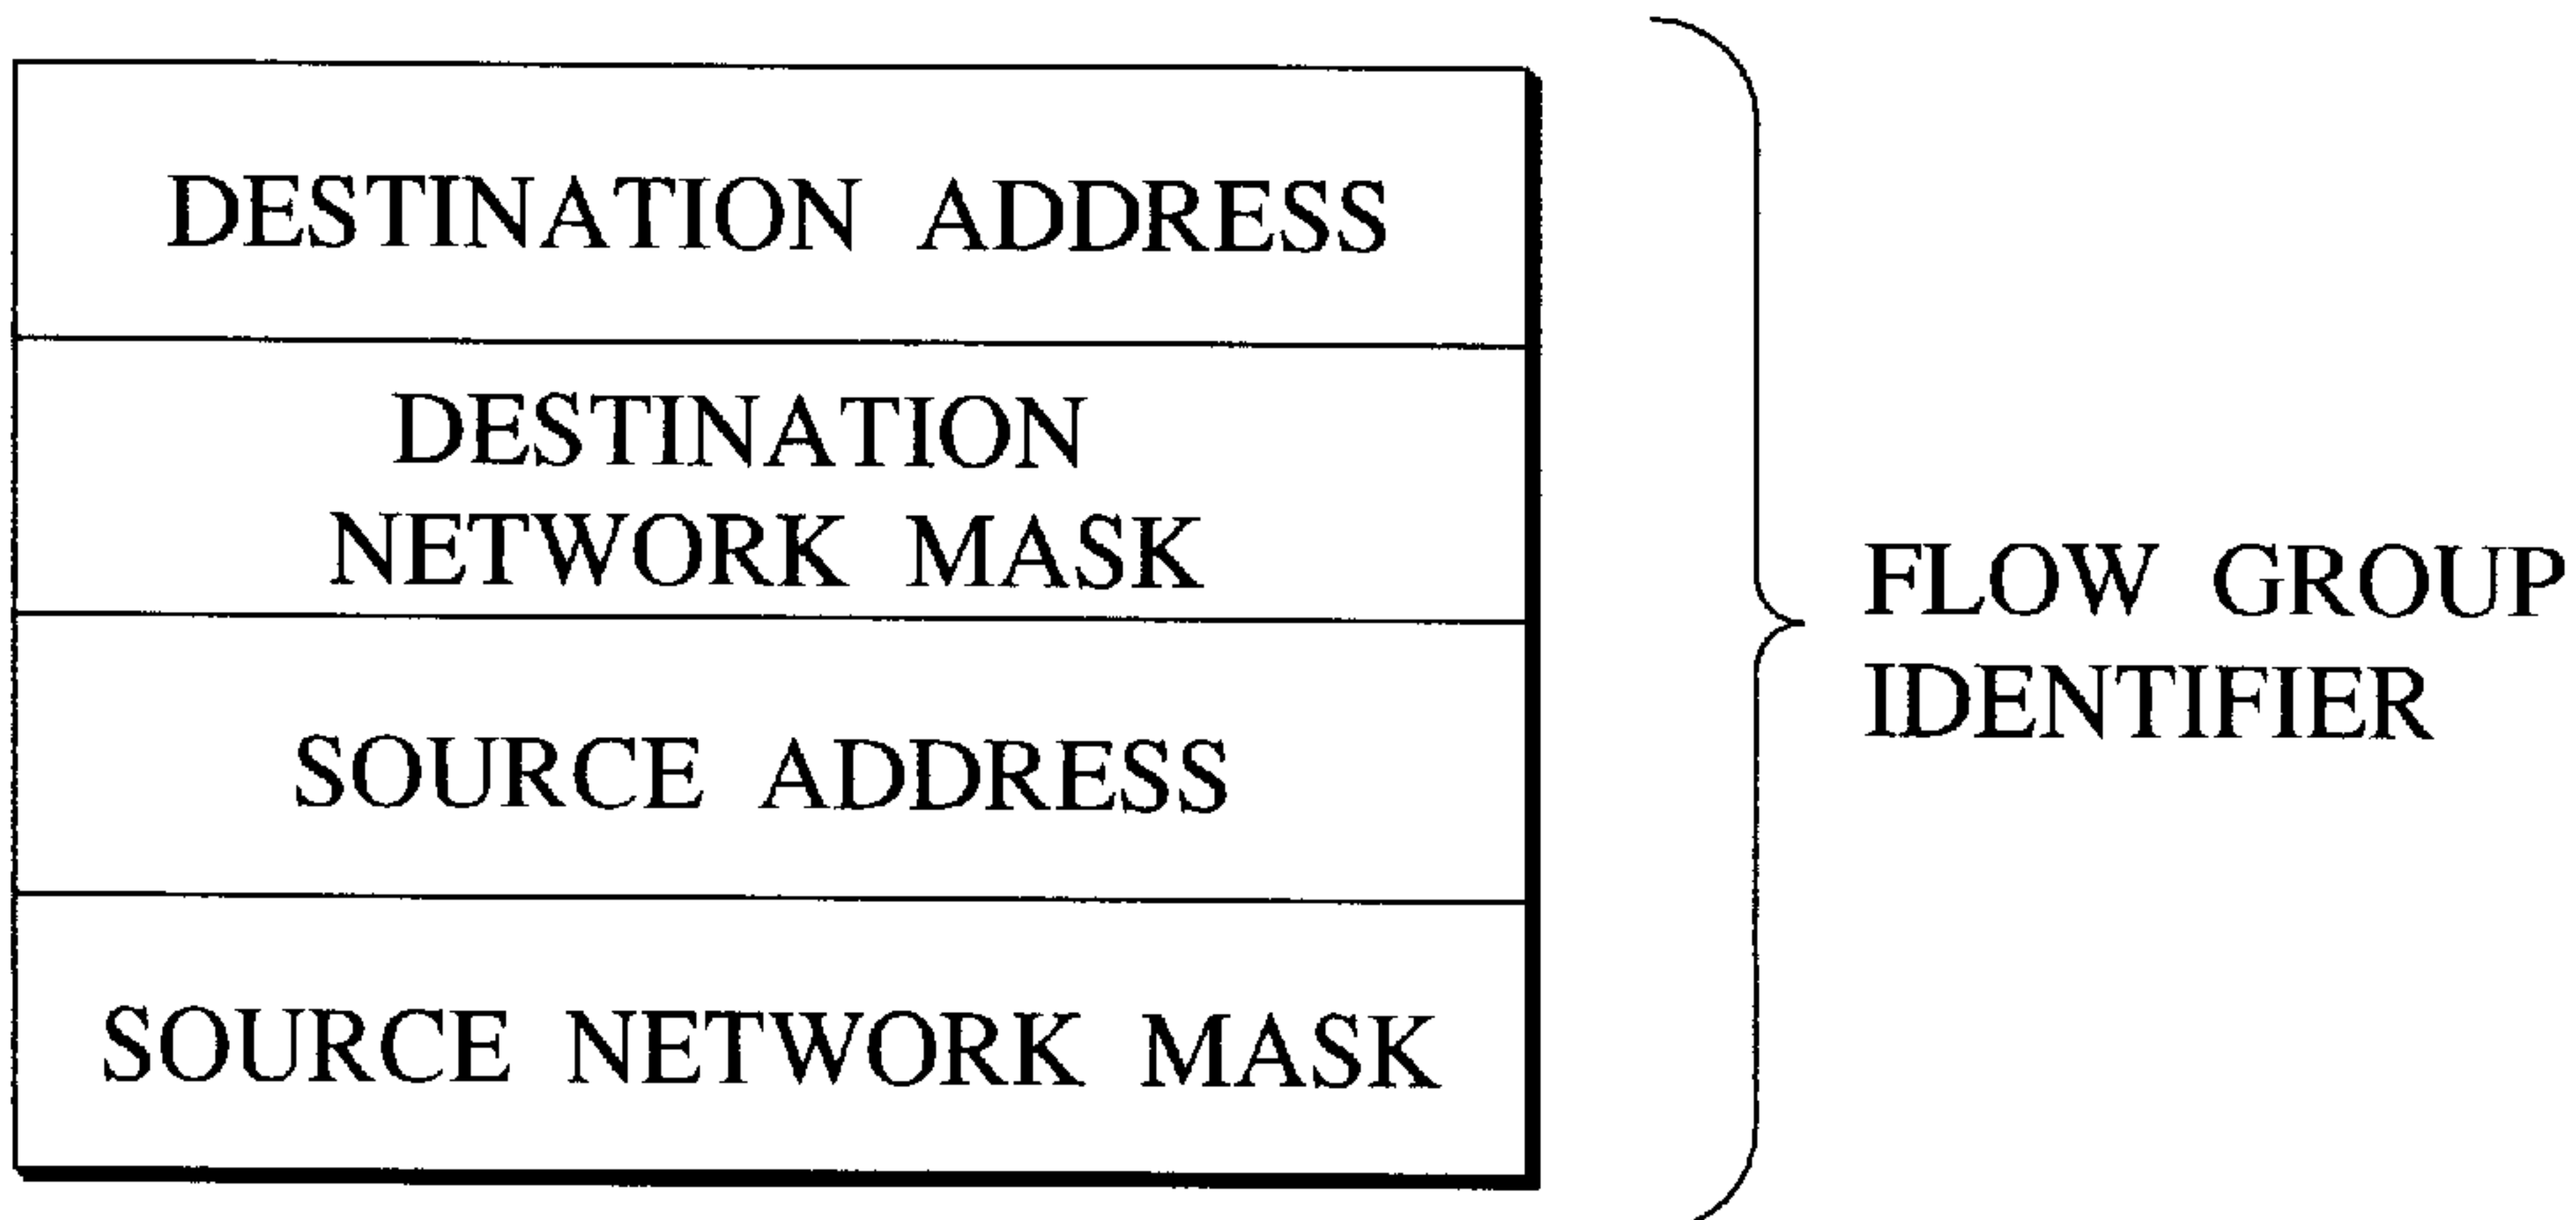 DESTINATION ADDRESS
DESTINATION
NETWORK MASK
SOURCE ADDRESS
SOURCE NETWORK MASK
FLOW GROUP
IDENTIFIER